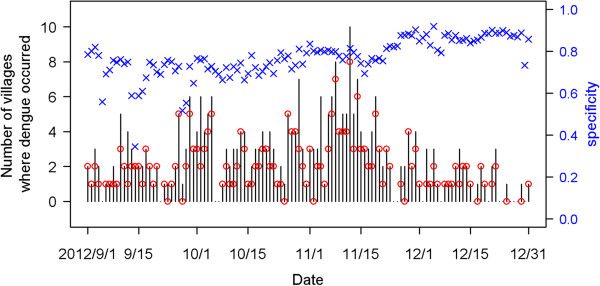 10
8
6
4
2
0
Number of villages
where dengue occurred
1.0
0.8
0.6
0.4
0.2
0.0
specificity
2012/9/1 9/15 10/1 10/15 11/1 11/15 12/1 12/15 12/31
Date